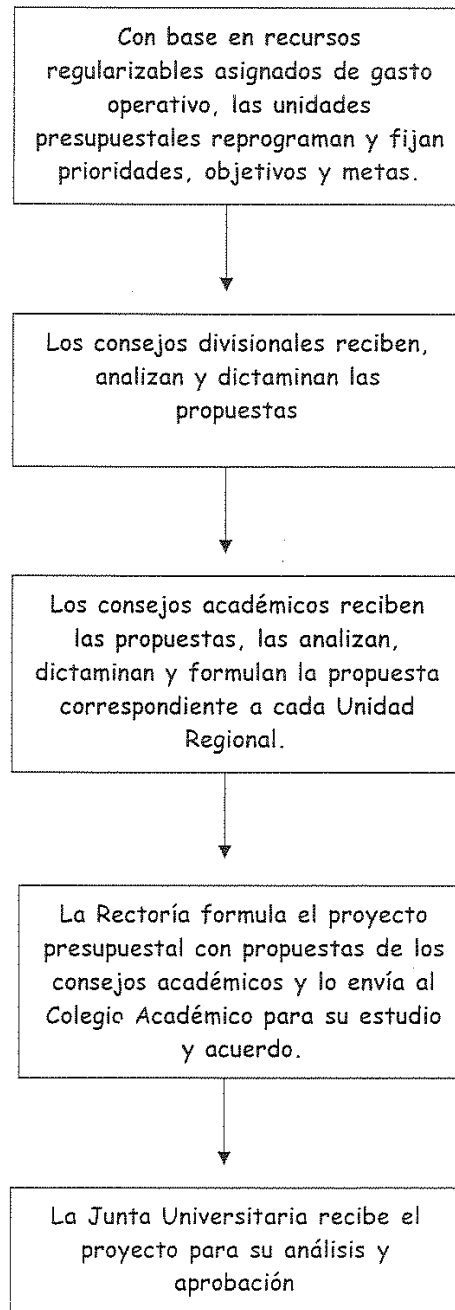 Con base en recursos
regularizables asignados de gasto
operativo, las unidades
presupuestales reprograman y fijan
prioridades, objetivos y metas.
Los consejos divisionales reciben,
analizan y dictaminan las
propuestas
Los consejos académicos reciben
las propuestas, las analizan,
dictaminan y formulan la propuesta
correspondiente a cada Unidad
Regional.
La Rectoría formula el proyecto
presupuestal con propuestas de los
consejos académicos y lo envía al
Colegio Académico para su estudio
y acuerdo.
La Junta Universitaria recibe el
proyecto para su análisis y
aprobación